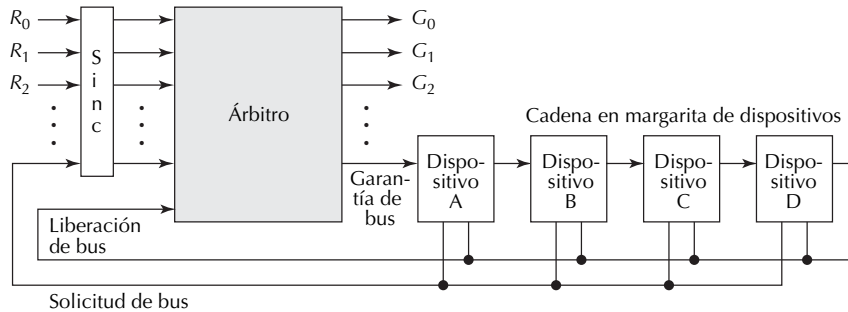 R0
R1
R2
S
i
n
c
Árbitro
G0
G1
G2
Cadena en margarita de dispositivos
Garan-
tía de
bus
Dispo-
sitivo
A
Dispo-
sitivo
B
Dispo-
sitivo
C
Dispo-
sitivo
D
Liberación
de bus
Solicitud de bus